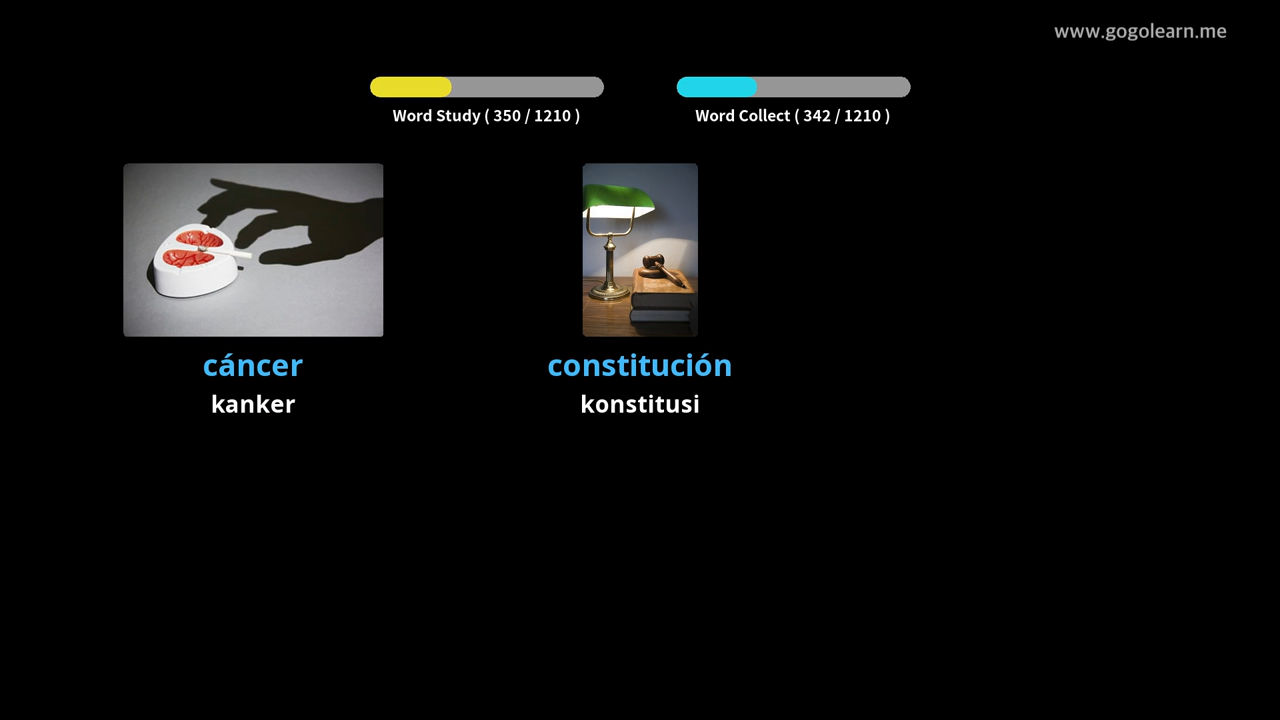 www.gogolearn.me
Word Study ( 350 / 1210 )
Word Collect ( 342 / 1210 )
cáncer
kanker
constitución
konstitusi